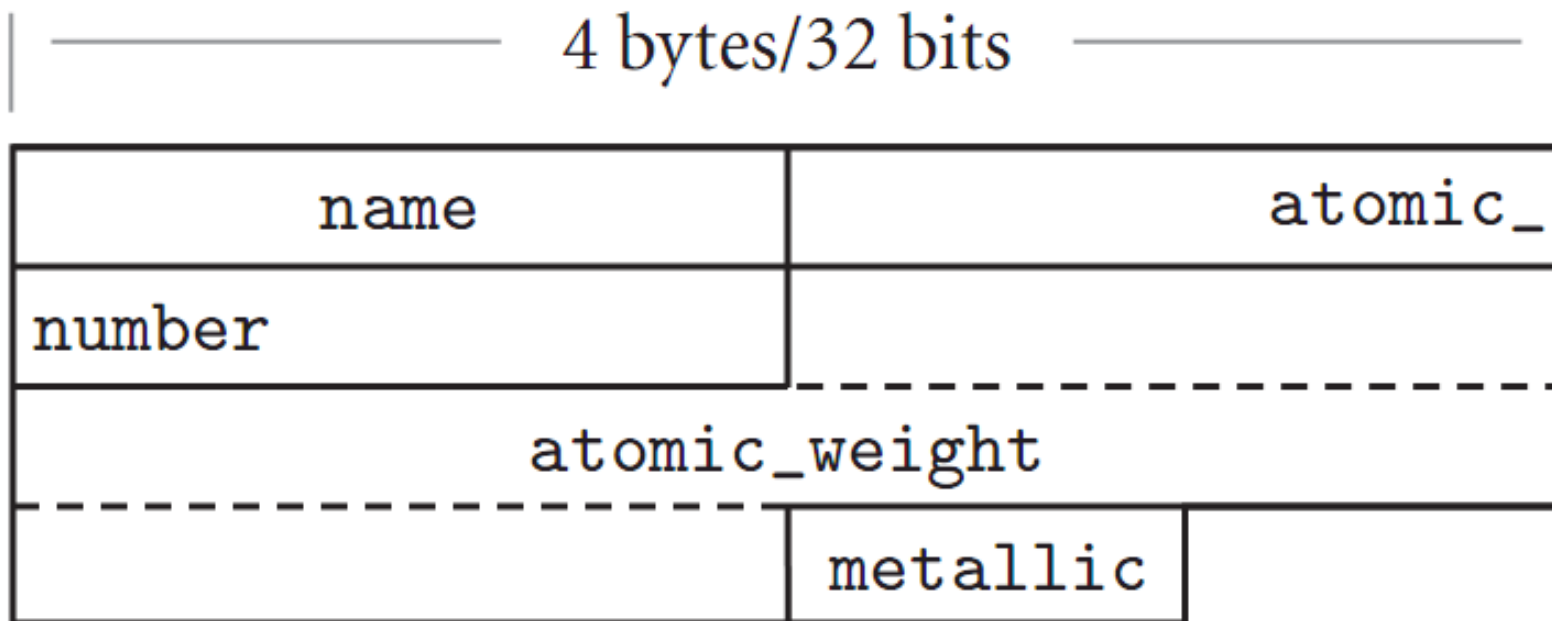 4 bytes/32 bits
name atomic_
number
atomic_weight
metallic